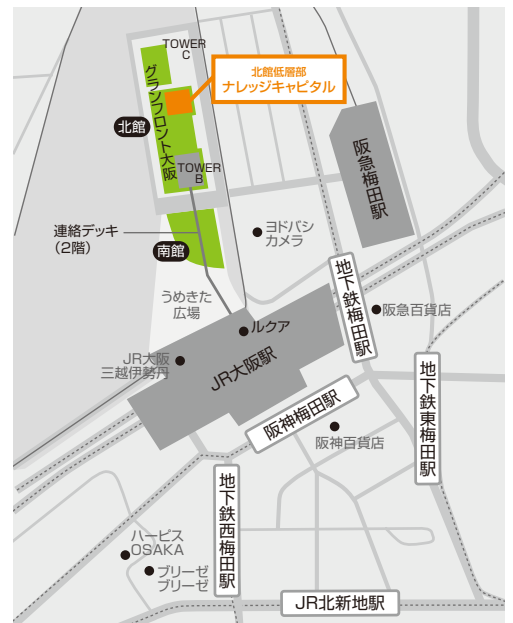 TOWER
C
北館低層部
ナレッジキャピタル
グランフロント大阪
北館
阪急梅田駅
TOWER
B
連絡デッキ
(2階)
南館
ヨドバシ
カメラ
うめきた
広場
地下鉄梅田駅
阪急百貨店
ルクア
JR大阪
三越伊勢丹
JR大阪駅
地下鉄東梅田駅
阪神梅田駅
阪神百貨店
地下鉄西梅田駅
ハービス
OSAKA
ブリーゼ
ブリーゼ
JR北新地駅